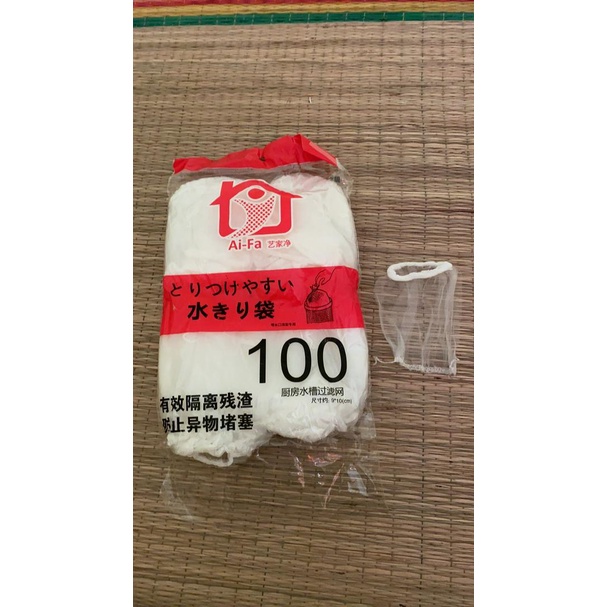 Ai-Fa 艺家净
とりつけやすい
水きり袋
100
厨房水槽过滤网
有效隔离残渣
防止异物堵塞